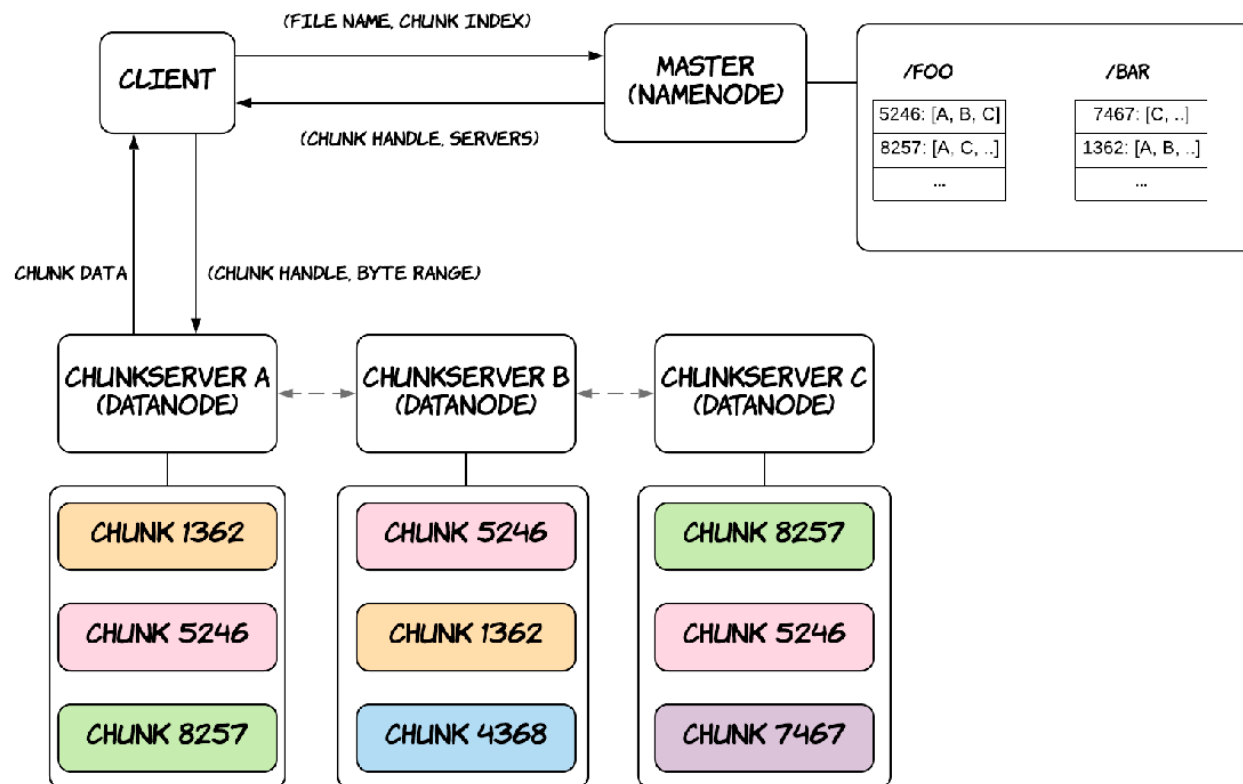 (FILE NAME, CHUNK INDEX)
CLIENT
MASTER
(NAMENODE)
/FOO
/BAR
5246: [A, B, C]
8257: [A, C, ..]
...
7467: [C, ..]
1362: [A, B, ..]
...
(CHUNK HANDLE, SERVERS)
CHUNK DATA
(CHUNK HANDLE, BYTE RANGE)
CHUNKSERVER A
(DATANODE)
CHUNKSERVER B
(DATANODE)
CHUNKSERVER C
(DATANODE)
CHUNK 1362
CHUNK 5246
CHUNK 8257
CHUNK 5246
CHUNK 1362
CHUNK 4368
CHUNK 8257
CHUNK 5246
CHUNK 7467